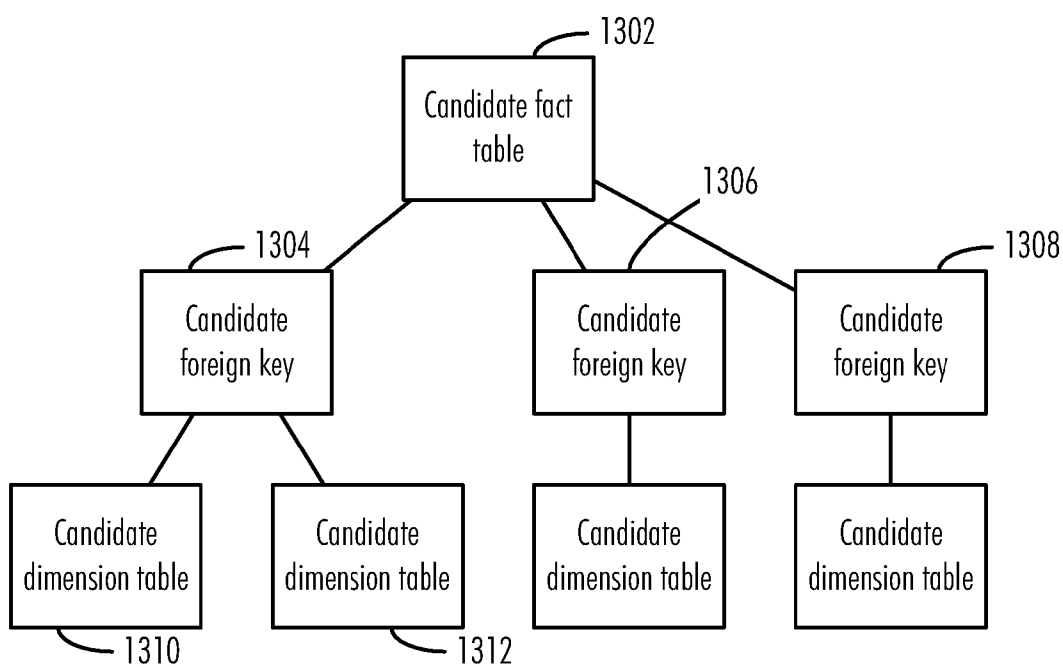 1302
Candidate fact
table
1306
1304
1308
Candidate
foreign key
Candidate
foreign key
Candidate
foreign key
Candidate
dimension table
Candidate
dimension table
Candidate
dimension table
Candidate
dimension table
1310
1312